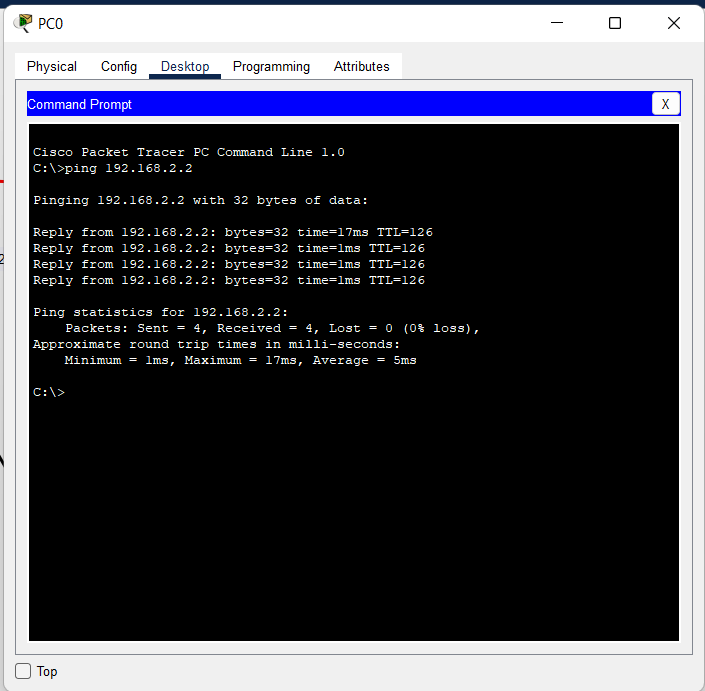 PC0
Physical Config Desktop Programming Attributes
Command Prompt X
Cisco Packet Tracer PC Command Line 1.0
C:\>ping 192.168.2.2
Pinging 192.168.2.2 with 32 bytes of data:
Reply from 192.168.2.2: bytes=32 time=17ms TTL=126
Reply from 192.168.2.2: bytes=32 time=1ms TTL=126
Reply from 192.168.2.2: bytes=32 time=1ms TTL=126
Reply from 192.168.2.2: bytes=32 time=1ms TTL=126
Ping statistics for 192.168.2.2:
Packets: Sent = 4, Received = 4, Lost = 0 (0% loss),
Approximate round trip times in milli-seconds:
Minimum = 1ms, Maximum = 17ms, Average = 5ms
C:\>
Top